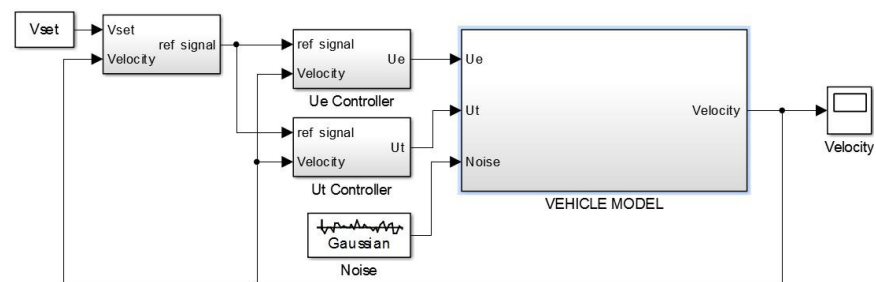 Vset
Vset
ref signal
Velocity
ref signal
Ue
Velocity
Ue Controller
ref signal
Ut
Velocity
Ut Controller
Gaussian
Noise
Ue
Ut
Velocity
Noise
VEHICLE MODEL
Velocity